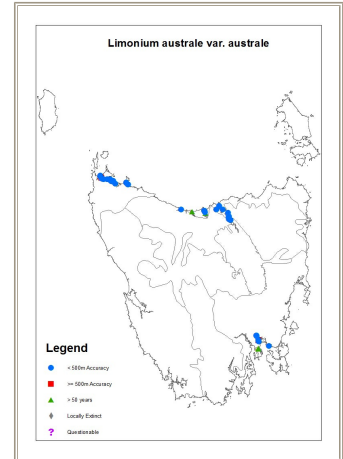 Limonium australe var. australe
Legend
< 500m Accuracy
>= 500m Accuracy
> 50 years
Locally Extinct
? Questionable